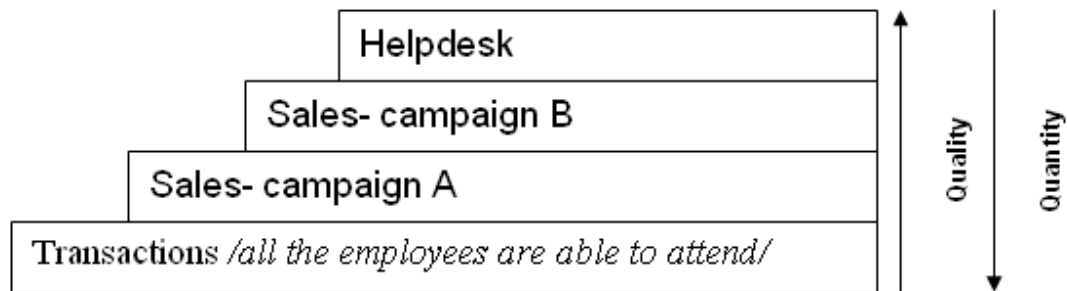 Helpdesk
Sales- campaign B
Sales- campaign A
Transactions /all the employees are able to attend/
Quality
Quantity